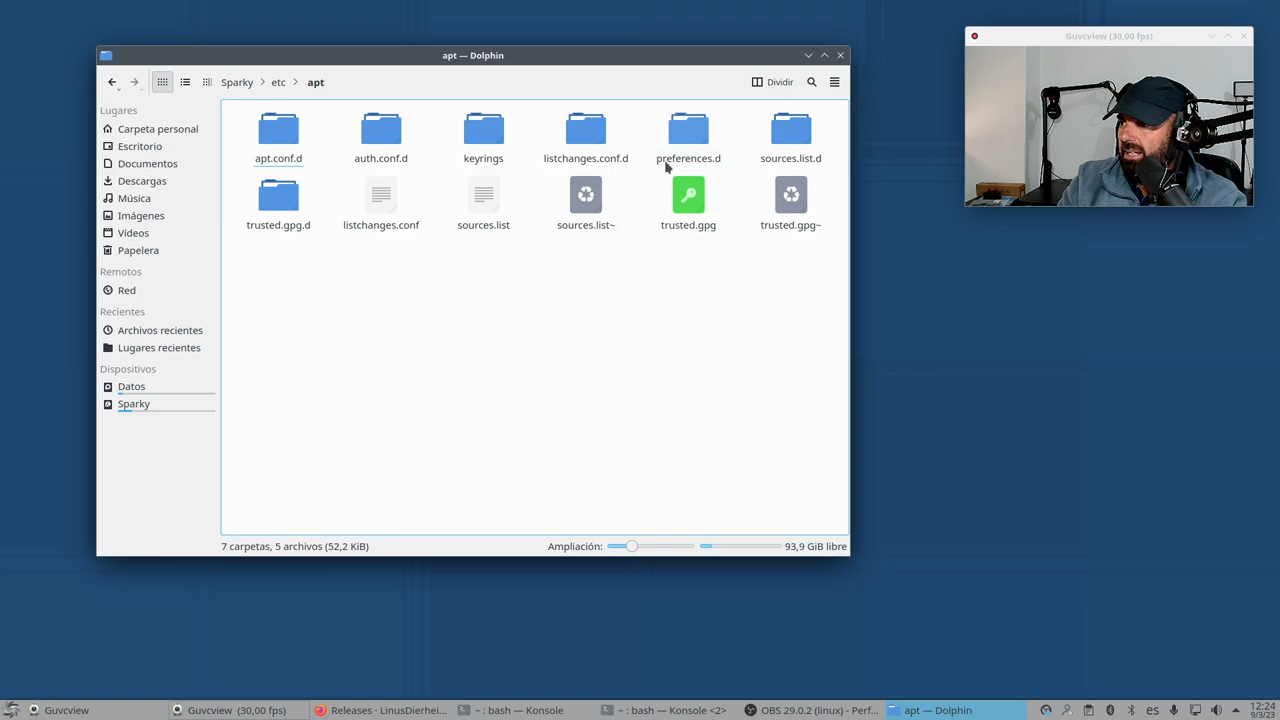 Guvcview (30,00 fps)
apt — Dolphin
Sparky > etc > apt
Dividir
Lugares
Carpeta personal
Escritorio
Documentos
Descargas
Música
Imágenes
Vídeos
Papelera
Remotos
Red
Recientes
Archivos recientes
Lugares recientes
Dispositivos
Datos
Sparky
apt.conf.d
auth.conf.d
keyrings
listchanges.conf.d
preferences.d
sources.list.d
trusted.gpg.d
listchanges.conf
sources.list
sources.list~
trusted.gpg
trusted.gpg~
7 carpetas, 5 archivos (52,2 KiB)
Ampliación:
93,9 GiB libre
Guvcview
Guvcview (30,00 fps)
Releases · LinusDierhei...
~ : bash — Konsole
~ : bash — Konsole <2>
OBS 29.0.2 (linux) - Perf...
apt — Dolphin
es
12:24
9/3/23